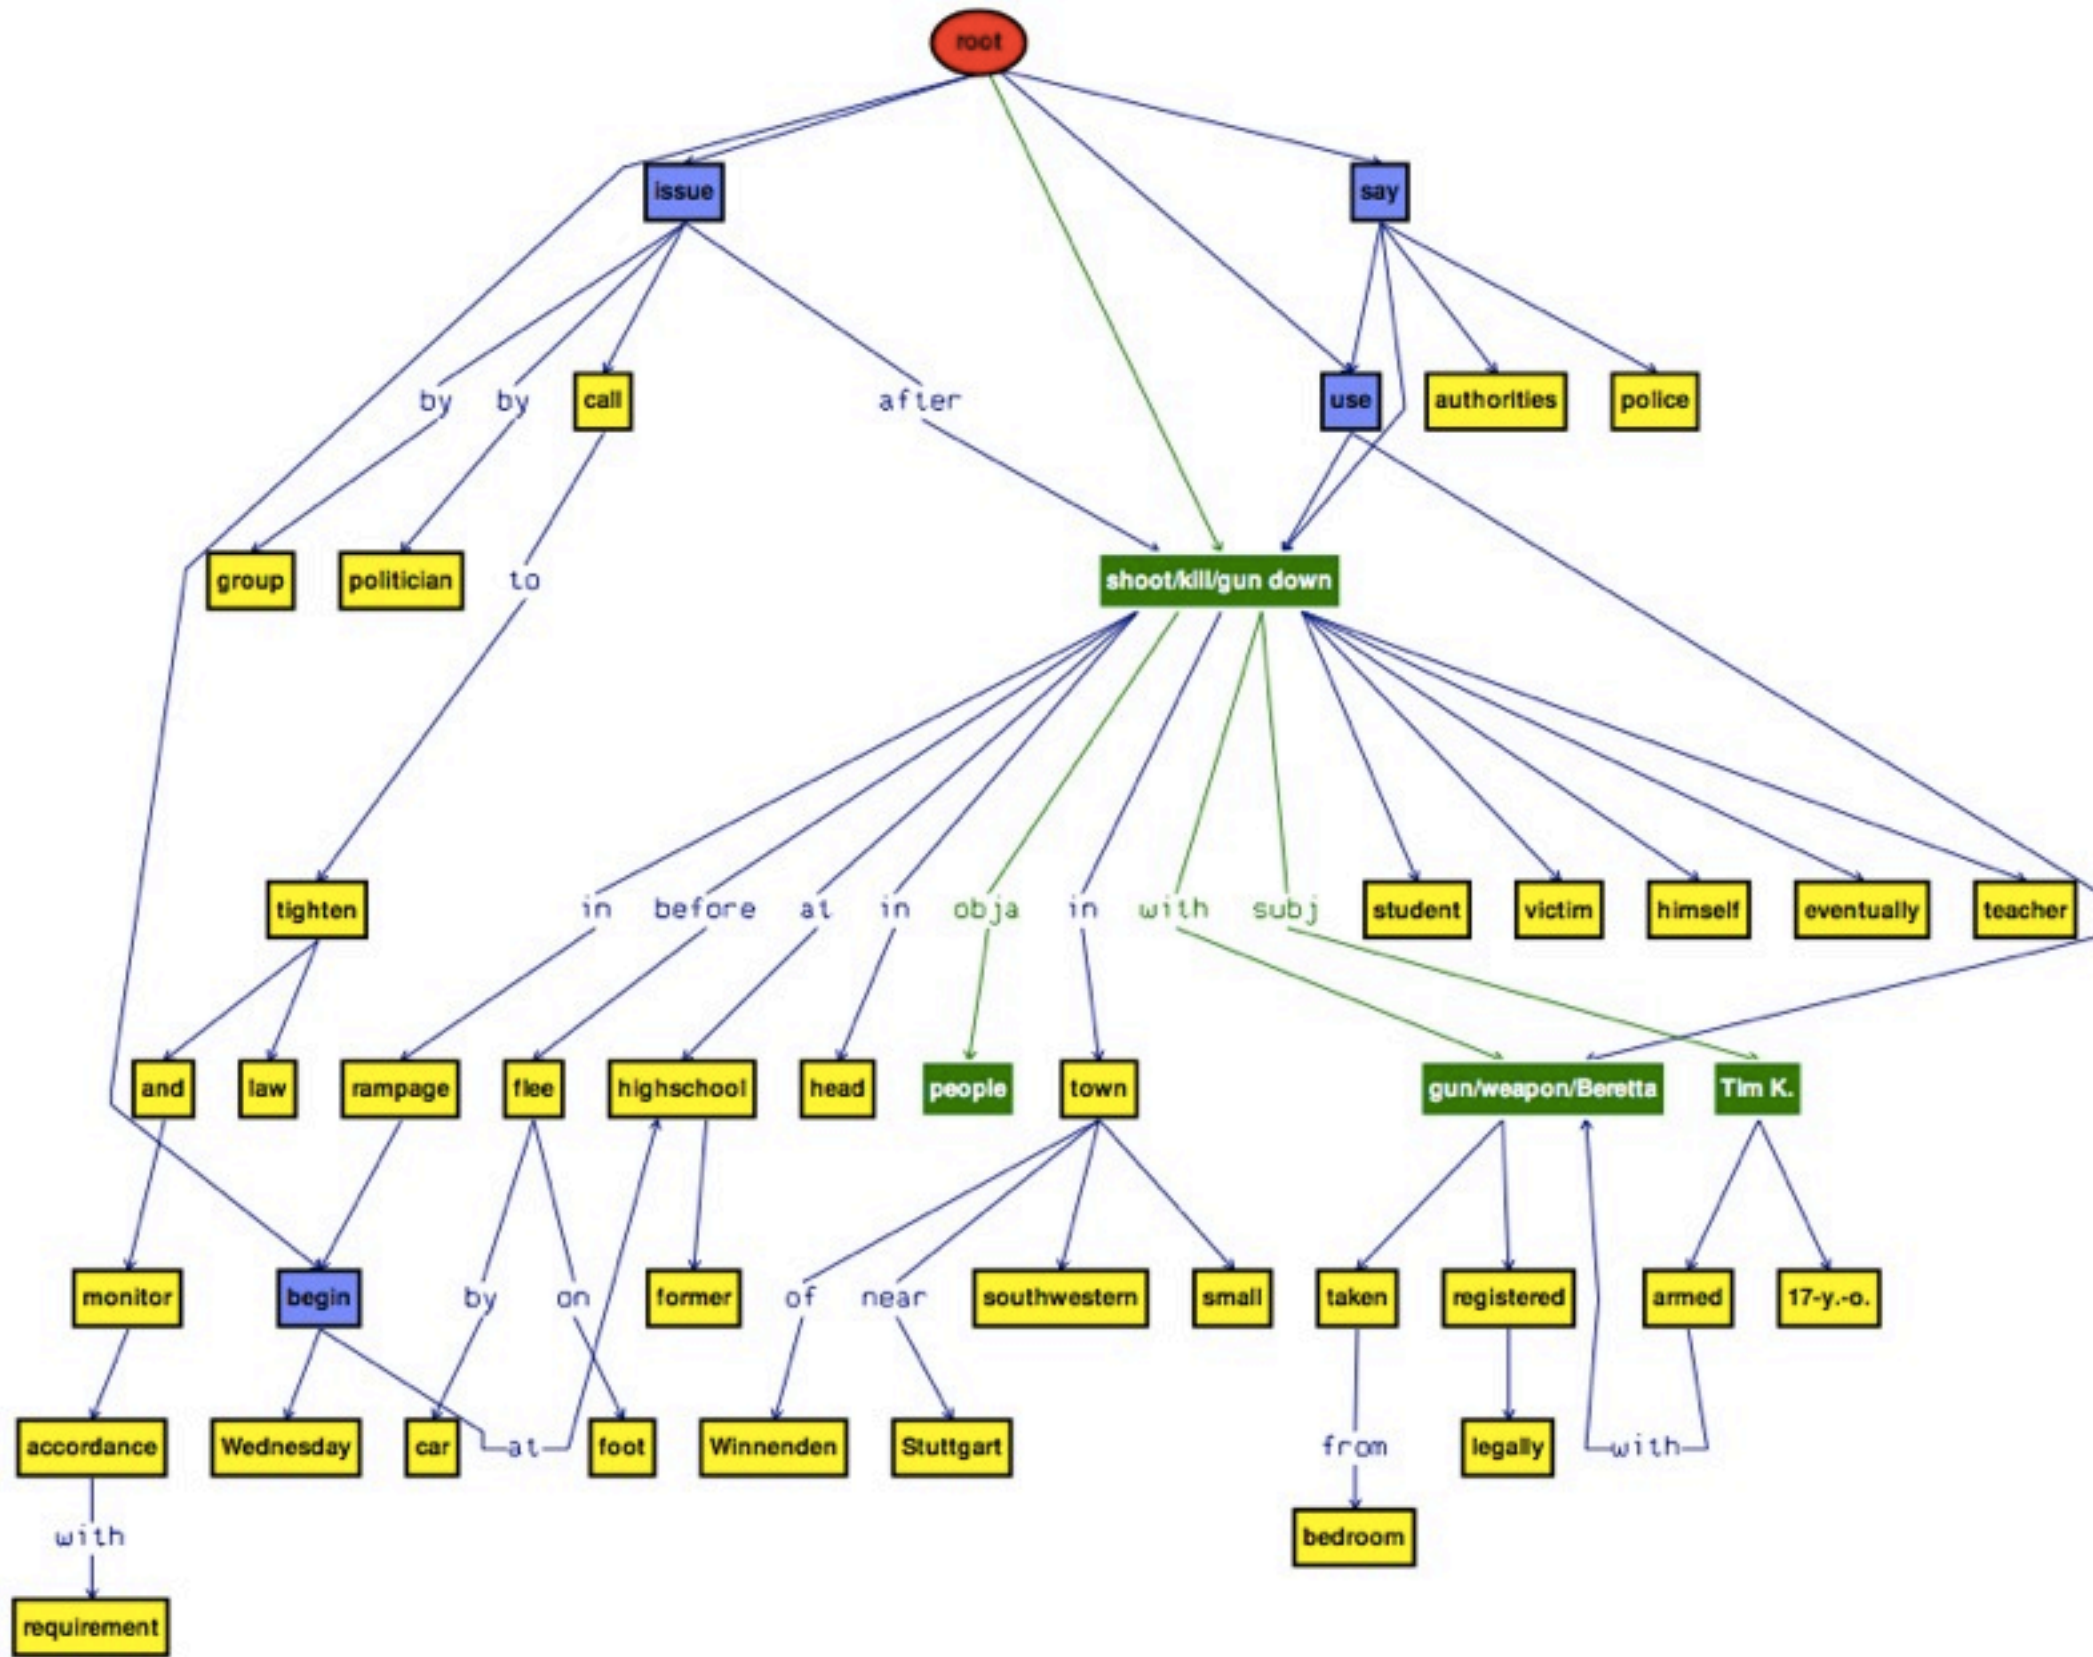 root
issue
say
by
by
call
after
use
authorities
police
group
politician
to
shoot/kill/gun down
tighten
in
before
at
in
obja
in
with
subj
student
victim
himself
eventually
teacher
and
law
rampage
flee
highschool
head
people
town
gun/weapon/Beretta
Tim K.
monitor
begin
by
on
former
of
near
southwestern
small
taken
registered
armed
17-y.-o.
accordance
Wednesday
car
at
foot
Winnenden
Stuttgart
from
legally
with
with
bedroom
requirement